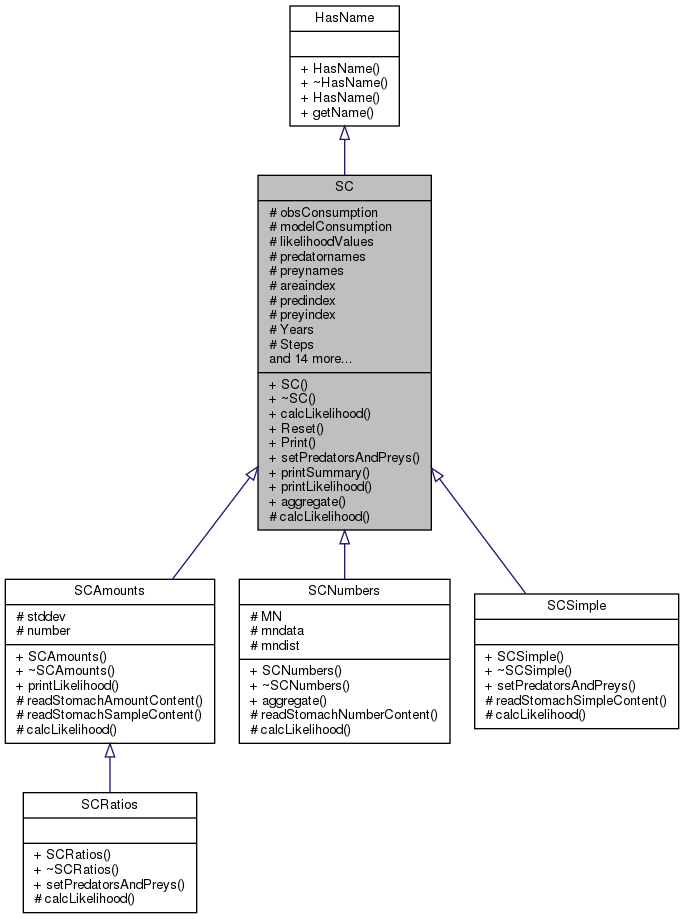 HasName
+ HasName()
+ ~HasName()
+ HasName()
+ getName()
SC
# obsConsumption
# modelConsumption
# likelihoodValues
# predatornames
# preynames
# areaindex
# predindex
# preyindex
# Years
# Steps
and 14 more...
+ SC()
+ ~SC()
+ calcLikelihood()
+ Reset()
+ Print()
+ setPredatorsAndPreys()
+ printSummary()
+ printLikelihood()
+ aggregate()
# calcLikelihood()
SCAmounts
# stddev
# number
+ SCAmounts()
+ ~SCAmounts()
+ printLikelihood()
# readStomachAmountContent()
# readStomachSampleContent()
# calcLikelihood()
SCNumbers
# MN
# mndata
# mndist
+ SCNumbers()
+ ~SCNumbers()
+ aggregate()
# readStomachNumberContent()
# calcLikelihood()
SCSimple
+ SCSimple()
+ ~SCSimple()
+ setPredatorsAndPreys()
# readStomachSimpleContent()
# calcLikelihood()
SCRatios
+ SCRatios()
+ ~SCRatios()
+ setPredatorsAndPreys()
# calcLikelihood()